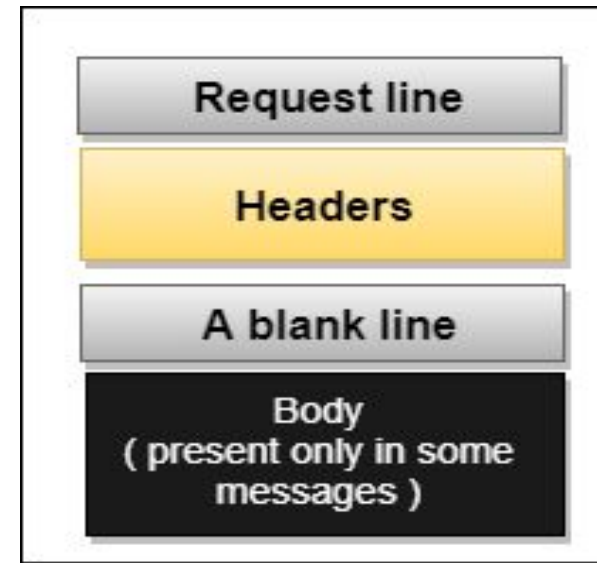 Request line
Headers
A blank line
Body
( present only in some
messages )